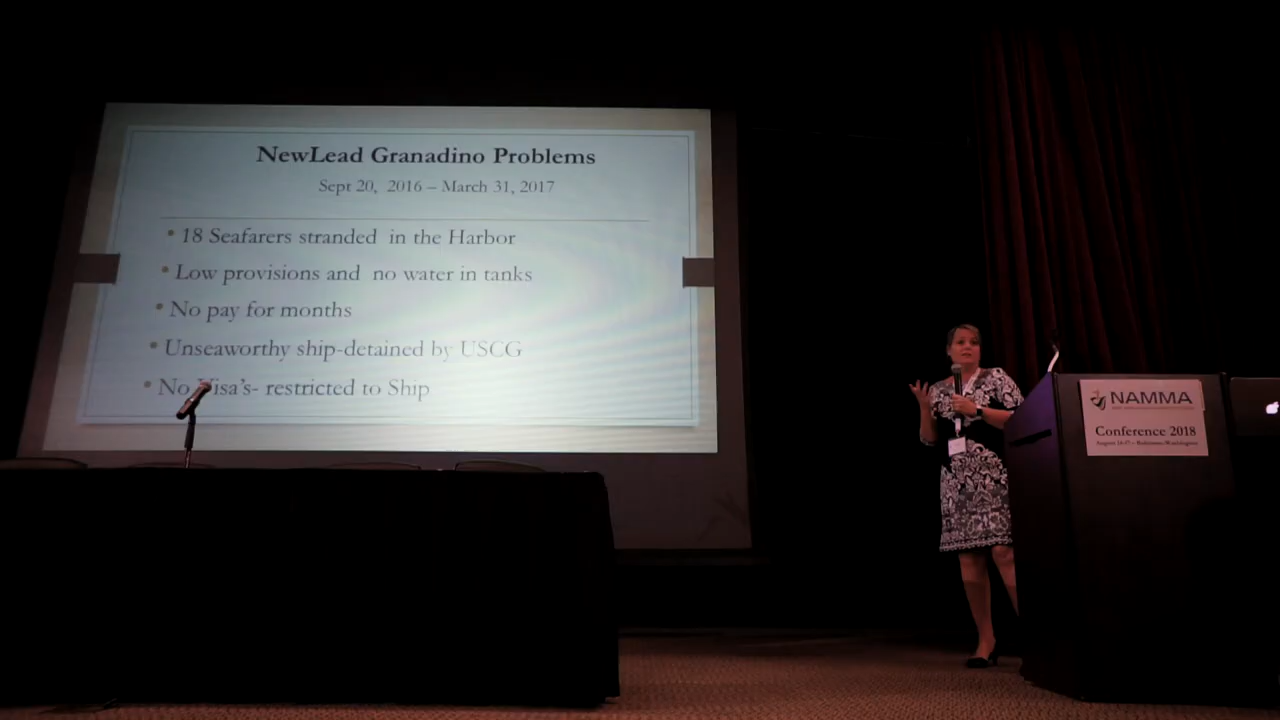 NewLead Granadino Problems
Sept 20, 2016 – March 31, 2017
• 18 Seafarers stranded in the Harbor
• Low provisions and no water in tanks
• No pay for months
• Unseaworthy ship-detained by USCG
• No Visa's- restricted to Ship
NAMMA
Conference 2018